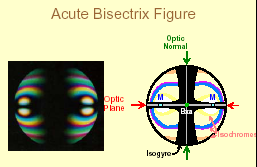 Acute Bisectrix Figure
Optic
Normal
Optic
Plane
M
M
Bxa
Isochromes
Isogyre